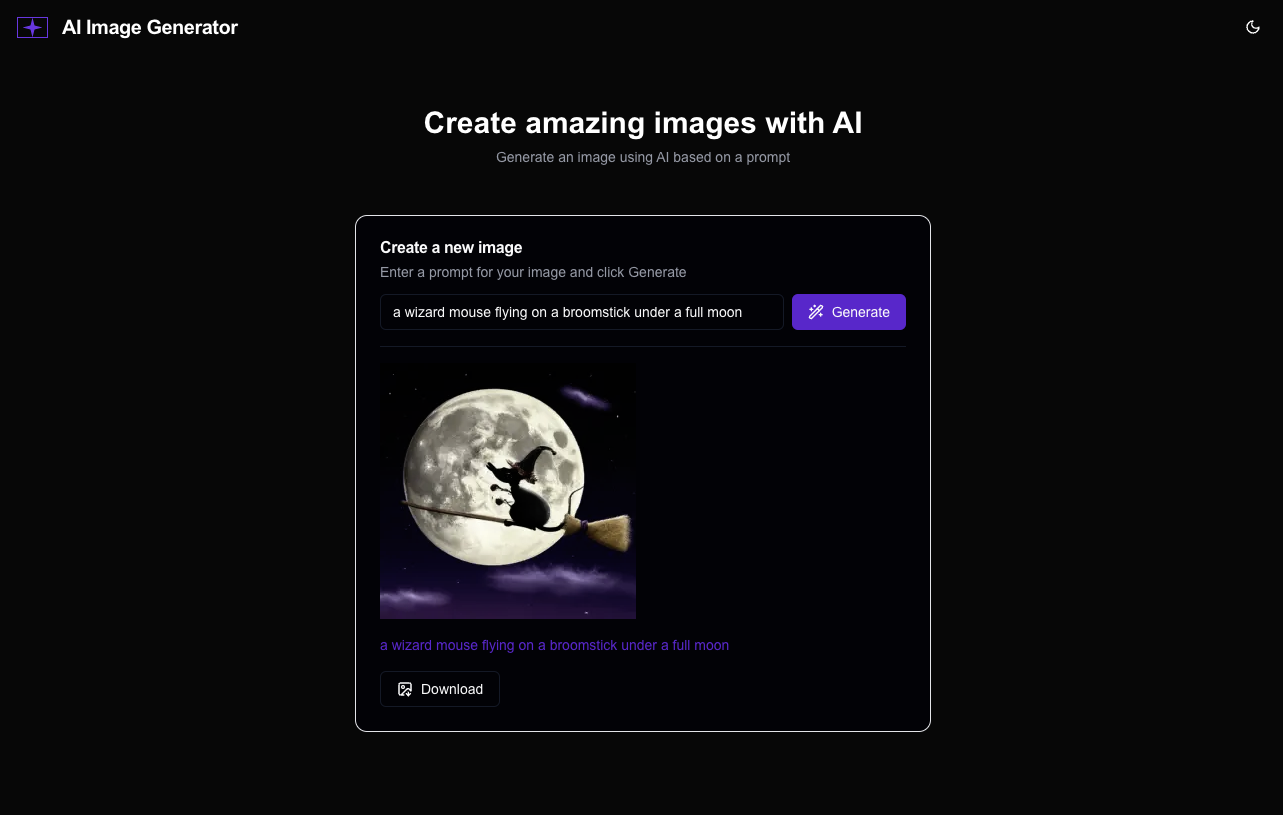 AI Image Generator
Create amazing images with AI
Generate an image using AI based on a prompt
Create a new image
Enter a prompt for your image and click Generate
a wizard mouse flying on a broomstick under a full moon
Generate
a wizard mouse flying on a broomstick under a full moon
Download